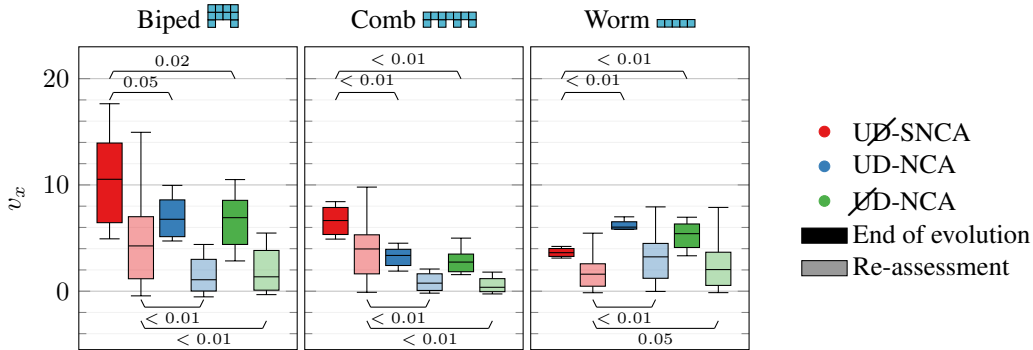 Biped
Comb
Worm
v_x
20
10
0
0.02
0.05
< 0.01
< 0.01
< 0.01
< 0.01
< 0.01
< 0.01
< 0.01
< 0.01
< 0.01
0.05
UD̸-SNCA
UD-NCA
U̸D-NCA
End of evolution
Re-assessment